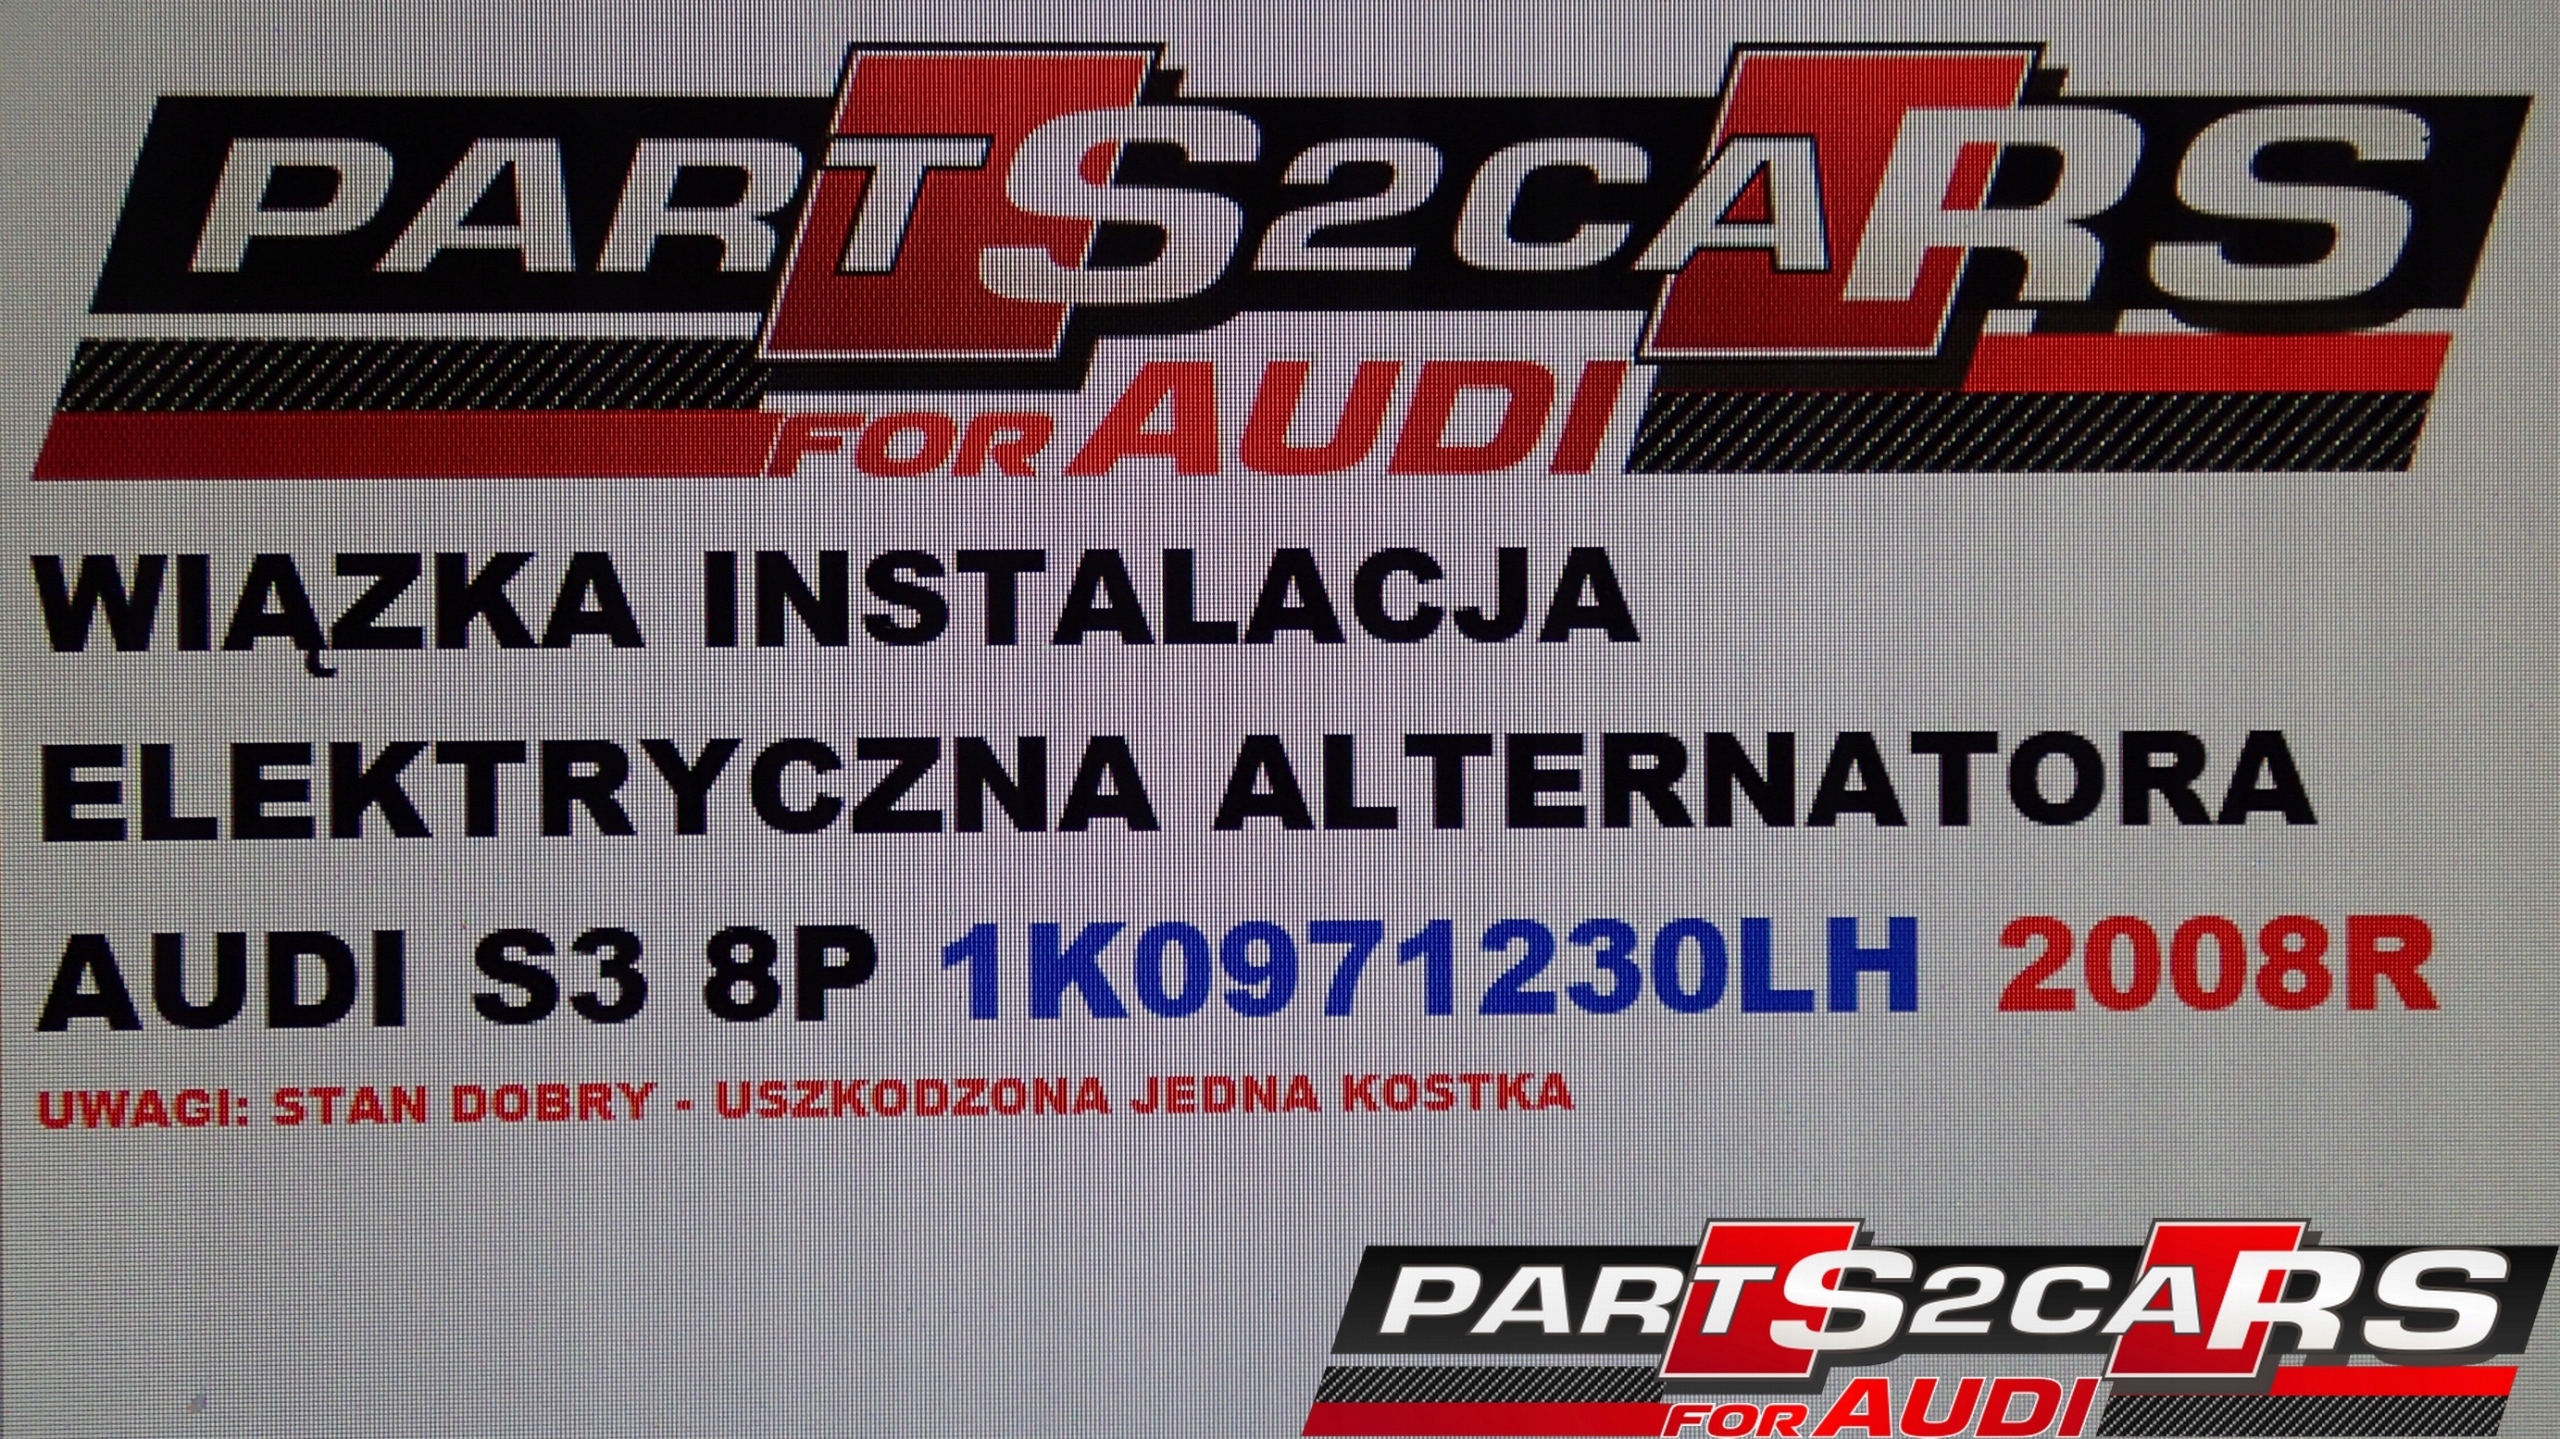 PARTS2CARS
FOR AUDI
WIĄZKA INSTALACJA
ELEKTRYCZNA ALTERNATORA
AUDI S3 8P 1K0971230LH 2008R
UWAGI: STAN DOBRY - USZKODZONA JEDNA KOSTKA
PARTS2CARS
FOR AUDI